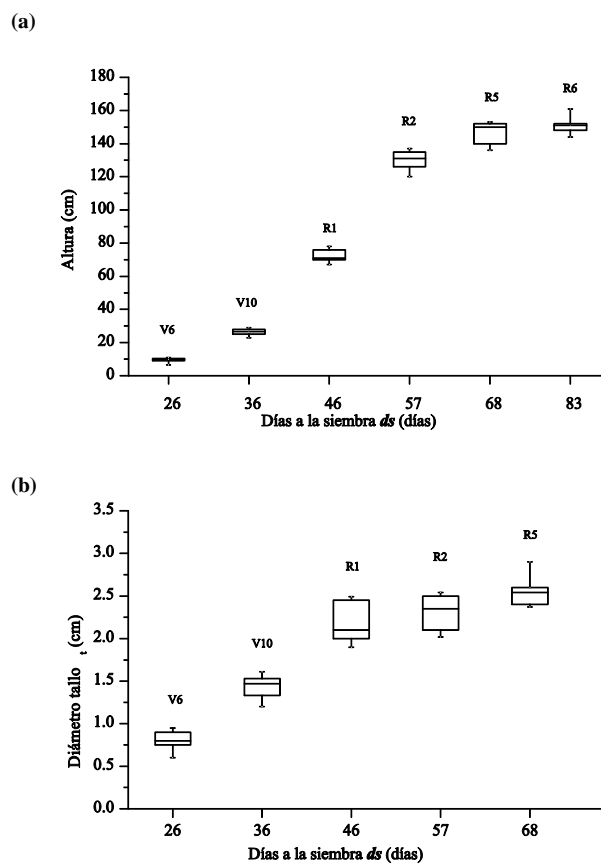 (a)
180
160
140
120
100
80
60
40
20
0
Altura (cm)
V6
V10
R1
R2
R5
R6
26 36 46 57 68 83
Días a la siembra ds (días)
(b)
3.5
3.0
2.5
2.0
1.5
1.0
0.5
0.0
Diámetro tallo t (cm)
V6
V10
R1
R2
R5
26 36 46 57 68
Días a la siembra ds (días)